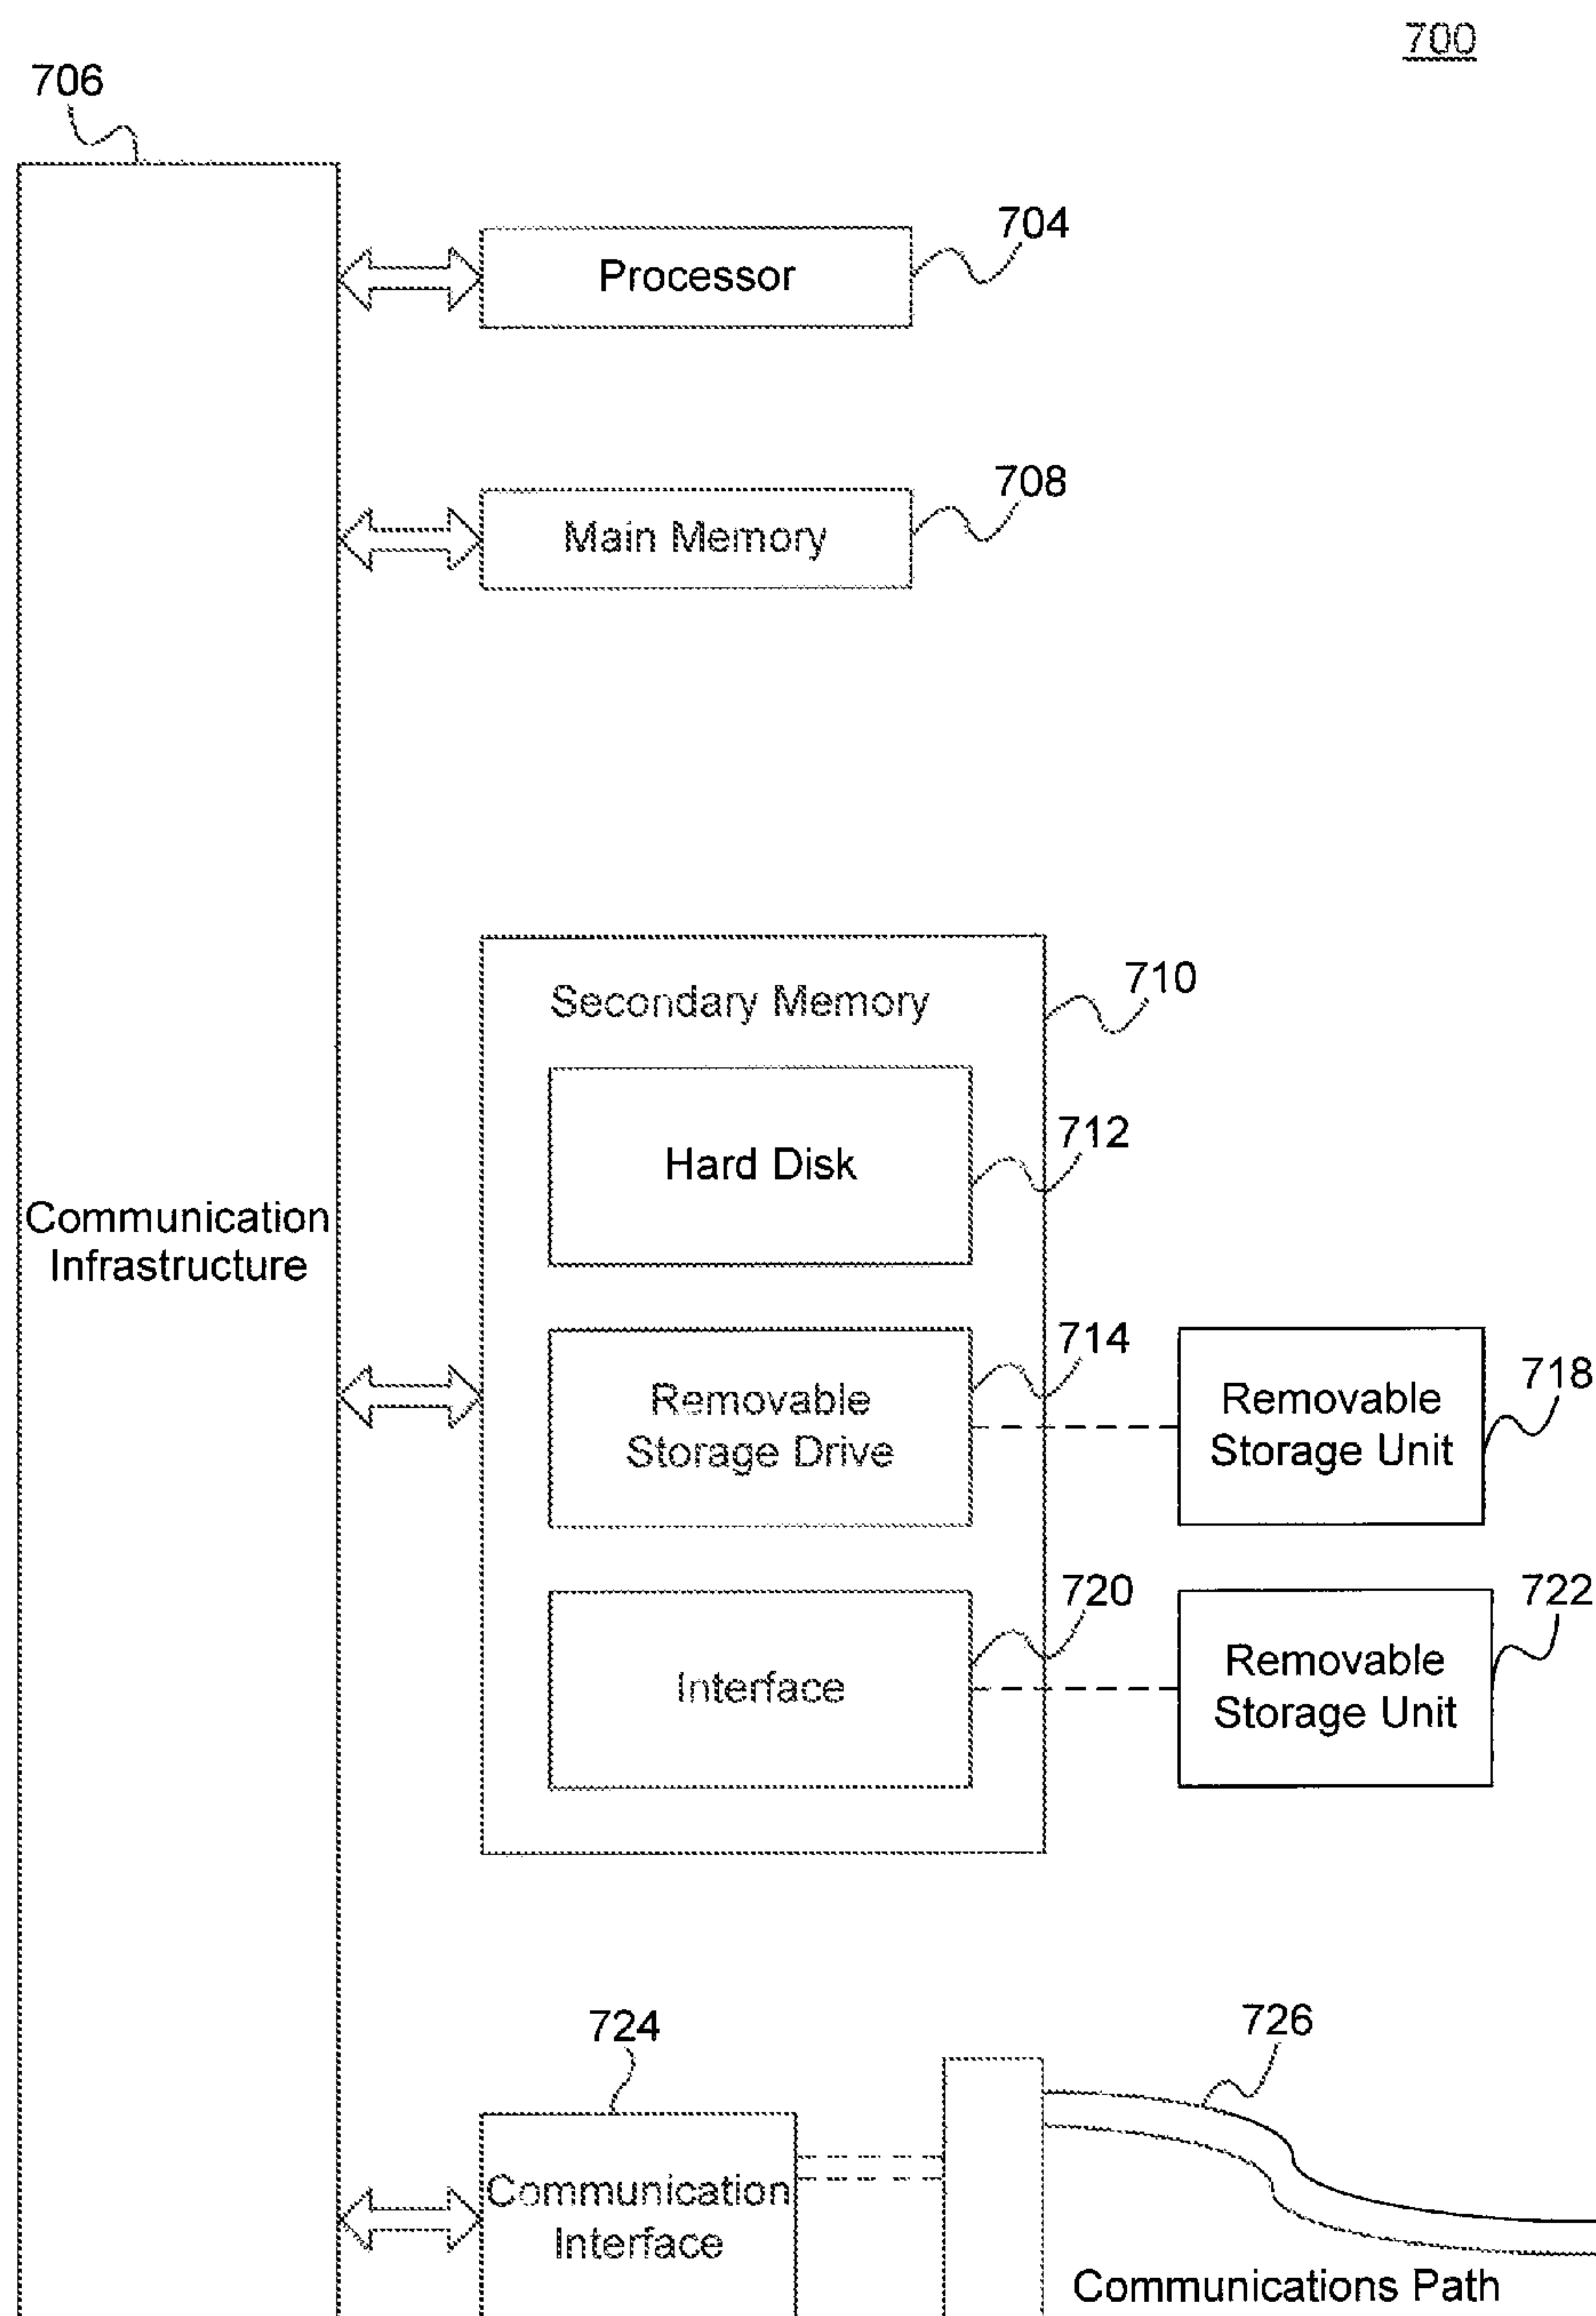 700
706
704
Processor
708
Main Memory
710
Secondary Memory
712
Hard Disk
Communication
Infrastructure
714
Removable
Storage Drive
718
Removable
Storage Unit
720
Interface
722
Removable
Storage Unit
724
726
Communication
Interface
Communications Path